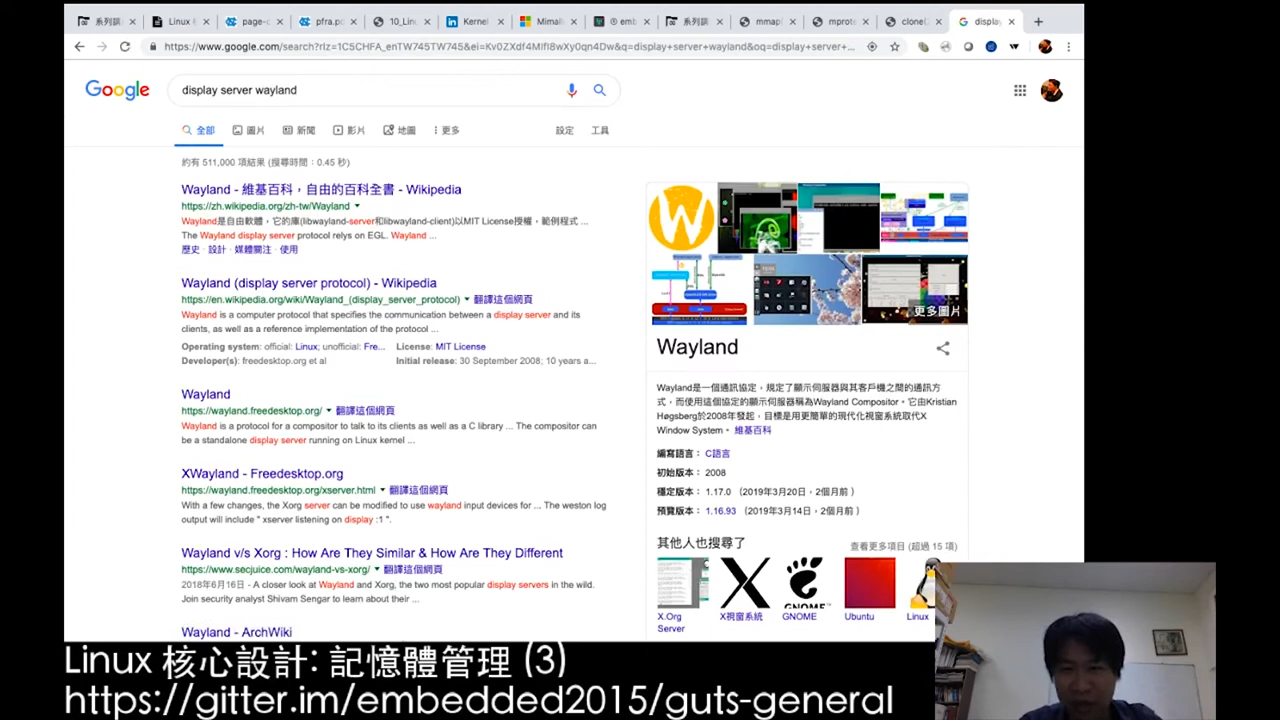 系列訊
Linux 
page-c
pfra.pd
10_Linu
Kernel
Mimall
® emb
系列訊
mmap
mprote
clone(2
display
https://www.google.com/search?rlz=1C5CHFA_enTW745TW745&ei=Kv0ZXdf4MIfI8wXy0qn4Dw&q=display+server+wayland&oq=display+server+...
Google
display server wayland
全部
圖片
新聞
影片
地圖
更多
設定
工具
約有 511,000 項結果 (搜尋時間：0.45 秒)
Wayland - 維基百科，自由的百科全書 - Wikipedia
https://zh.wikipedia.org/zh-tw/Wayland
Wayland是自由軟體，它的庫(libwayland-server和libwayland-client)以MIT License授權，範例程式 ...
The Wayland display server protocol relys on EGL. Wayland ...
歷史 · 設計 · 媒體關注 · 使用
Wayland (display server protocol) - Wikipedia
https://en.wikipedia.org/wiki/Wayland_(display_server_protocol) 翻譯這個網頁
Wayland is a computer protocol that specifies the communication between a display server and its
clients, as well as a reference implementation of the protocol ...
Operating system: official: Linux; unofficial: Fre... License: MIT License
Developer(s): freedesktop.org et al Initial release: 30 September 2008; 10 years a...
Wayland
https://wayland.freedesktop.org/ 翻譯這個網頁
Wayland is a protocol for a compositor to talk to its clients as well as a C library ... The compositor can
be a standalone display server running on Linux kernel ...
XWayland - Freedesktop.org
https://wayland.freedesktop.org/xserver.html 翻譯這個網頁
With a few changes, the Xorg server can be modified to use wayland input devices for ... The weston log
output will include " xserver listening on display :1 ".
Wayland v/s Xorg : How Are They Similar & How Are They Different
https://www.secjuice.com/wayland-vs-xorg/ 翻譯這個網頁
2018年6月16日 - A closer look at Wayland and Xorg, the two most popular display servers in the wild.
Join security analyst Shivam Sengar to learn about their ...
Wayland - ArchWiki
更多圖片
Wayland
Wayland是一個通訊協定，規定了顯示伺服器與其客戶機之間的通訊方
式，而使用這個協定的顯示伺服器稱為Wayland Compositor。它由Kristian
Høgsberg於2008年發起，目標是用更簡單的現代化視窗系統取代X
Window System。 維基百科
編寫語言： C語言
初始版本： 2008
穩定版本： 1.17.0 （2019年3月20日，2個月前）
預覽版本： 1.16.93 （2019年3月14日，2個月前）
其他人也搜尋了
查看更多項目 (超過 15 項)
GNOME™
X.Org
Server
X視窗系統
GNOME
Ubuntu
Linux
Linux 核心設計: 記憶體管理 (3)
https://gitter.im/embedded2015/guts-general